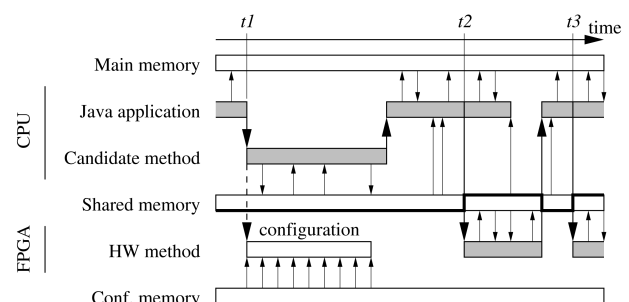 t1 t2 t3
time
Main memory
CPU
Java application
Candidate method
Shared memory
configuration
FPGA
HW method
Conf. memory